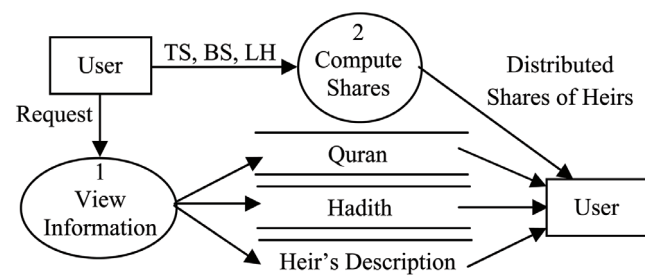 User
TS, BS, LH
2
Compute
Shares
Distributed
Shares of Heirs
Request
1
View
Information
Quran
Hadith
Heir’s Description
User